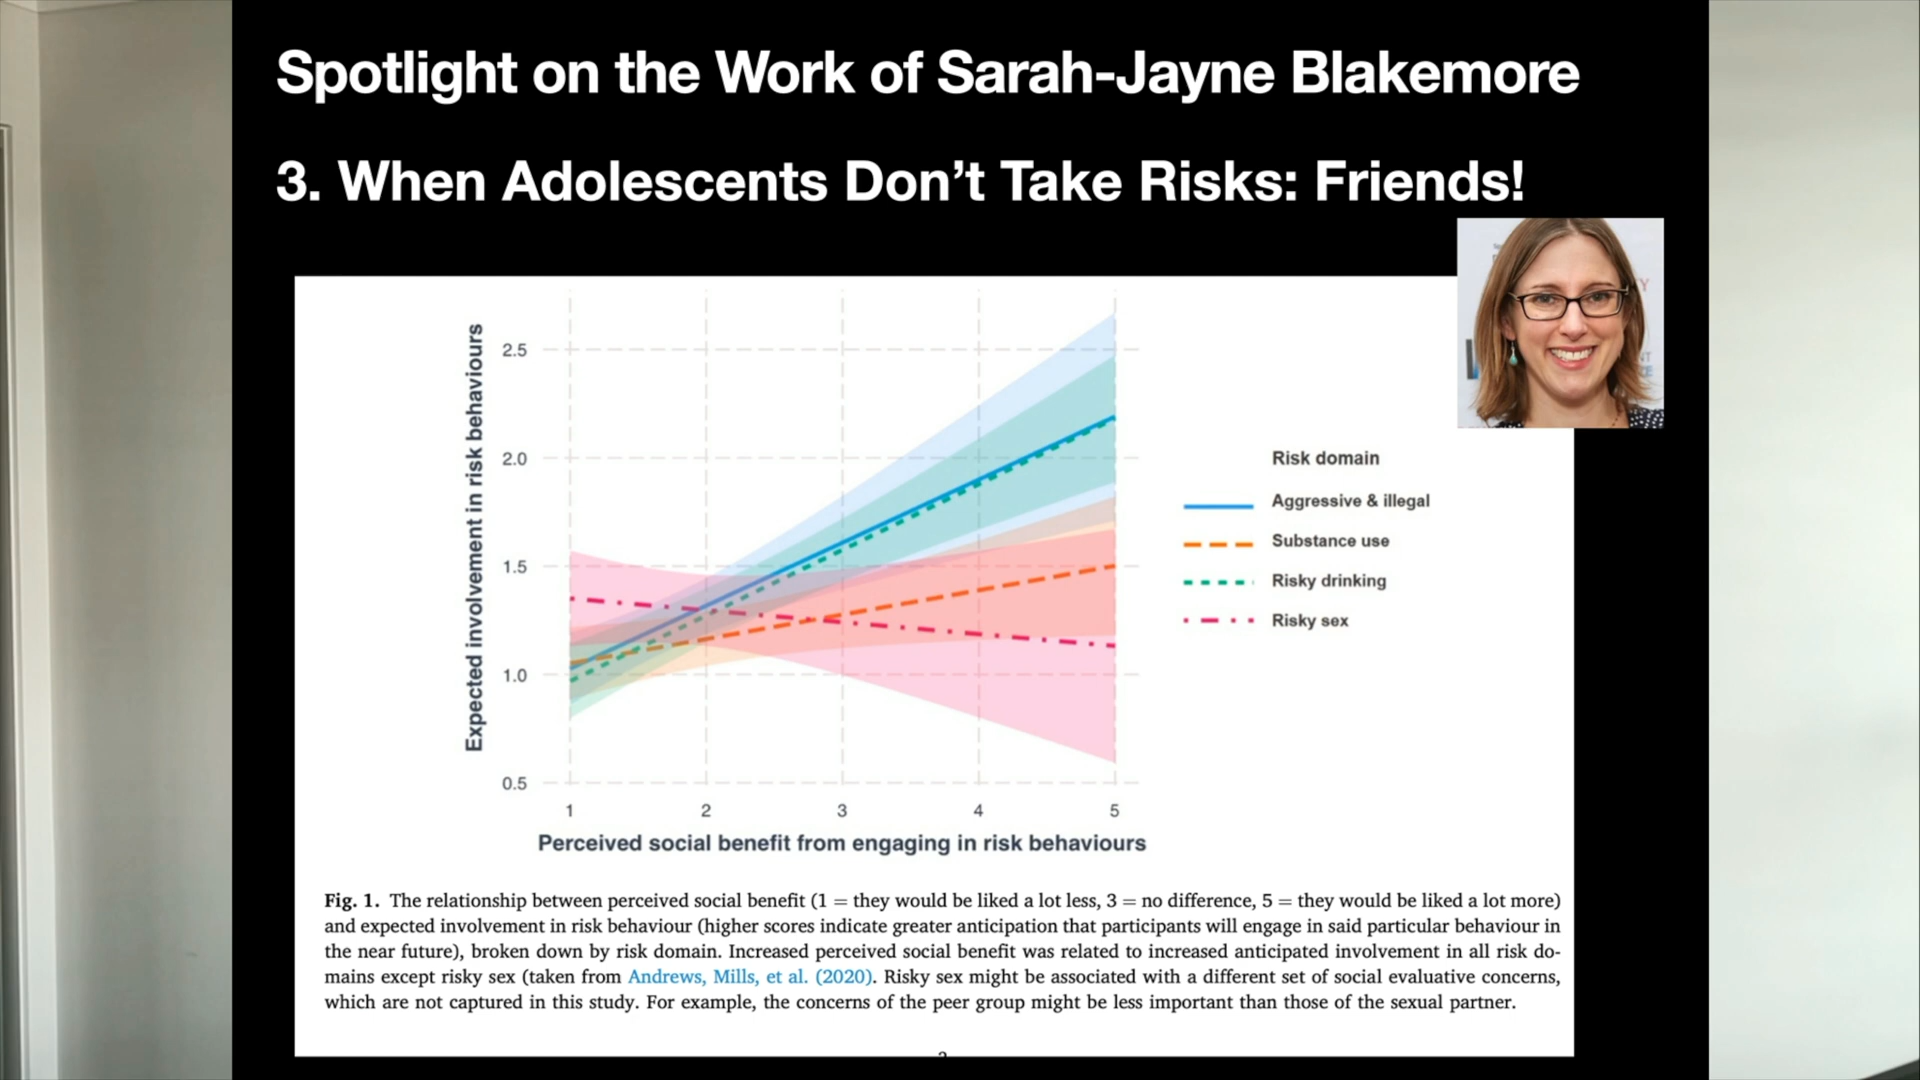 Spotlight on the Work of Sarah-Jayne Blakemore
3. When Adolescents Don’t Take Risks: Friends!
Expected involvement in risk behaviours
2.5
2.0
1.5
1.0
0.5
1 2 3 4 5
Perceived social benefit from engaging in risk behaviours
Risk domain
Aggressive & illegal
Substance use
Risky drinking
Risky sex
Fig. 1. The relationship between perceived social benefit (1 = they would be liked a lot less, 3 = no difference, 5 = they would be liked a lot more)
and expected involvement in risk behaviour (higher scores indicate greater anticipation that participants will engage in said particular behaviour in
the near future), broken down by risk domain. Increased perceived social benefit was related to increased anticipated involvement in all risk do-
mains except risky sex (taken from Andrews, Mills, et al. (2020). Risky sex might be associated with a different set of social evaluative concerns,
which are not captured in this study. For example, the concerns of the peer group might be less important than those of the sexual partner.